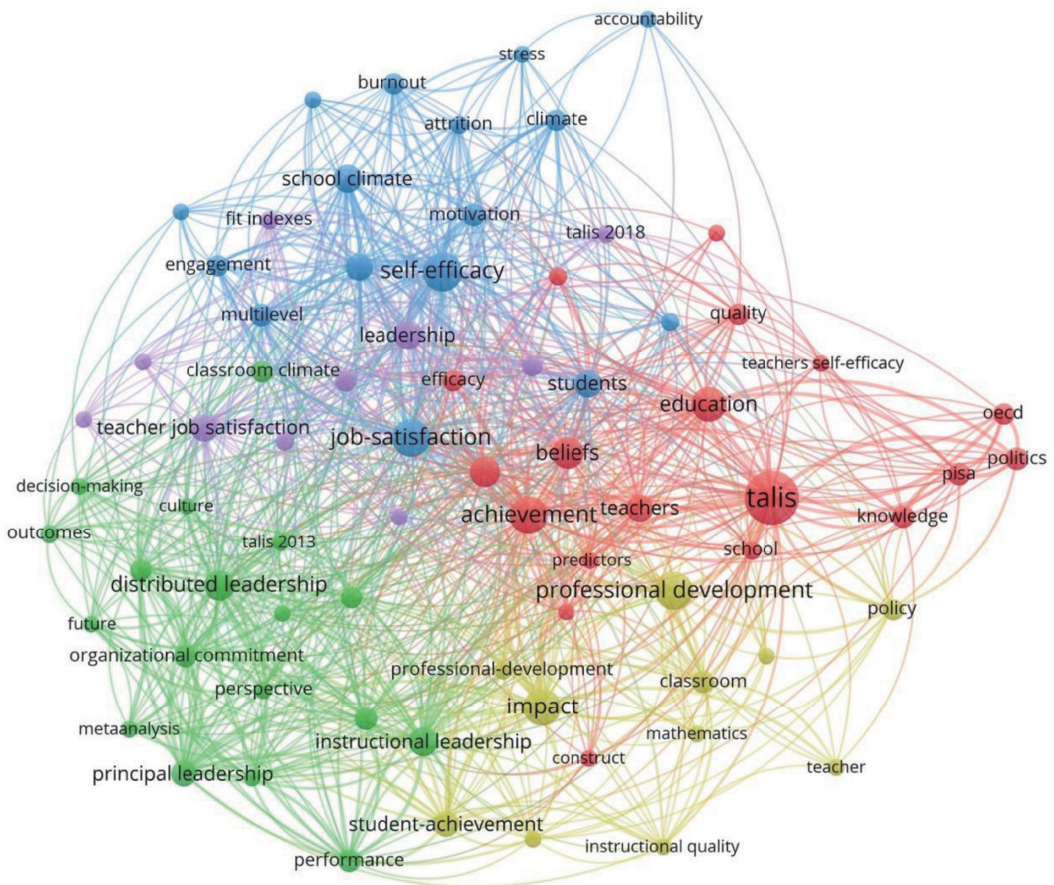 accountability
stress
burnout
climate
attrition
school climate
motivation
fit indexes
talis 2018
engagement
self-efficacy
multilevel
quality
leadership
teachers self-efficacy
classroom climate
efficacy
students
education
oecd
teacher job satisfaction
job-satisfaction
beliefs
politics
pisa
decision-making
talis
culture
achievement
teachers
knowledge
outcomes
talis 2013
school
predictors
distributed leadership
professional development
policy
future
organizational commitment
professional-development
classroom
perspective
impact
metaanalysis
mathematics
instructional leadership
construct
principal leadership
teacher
student-achievement
instructional quality
performance